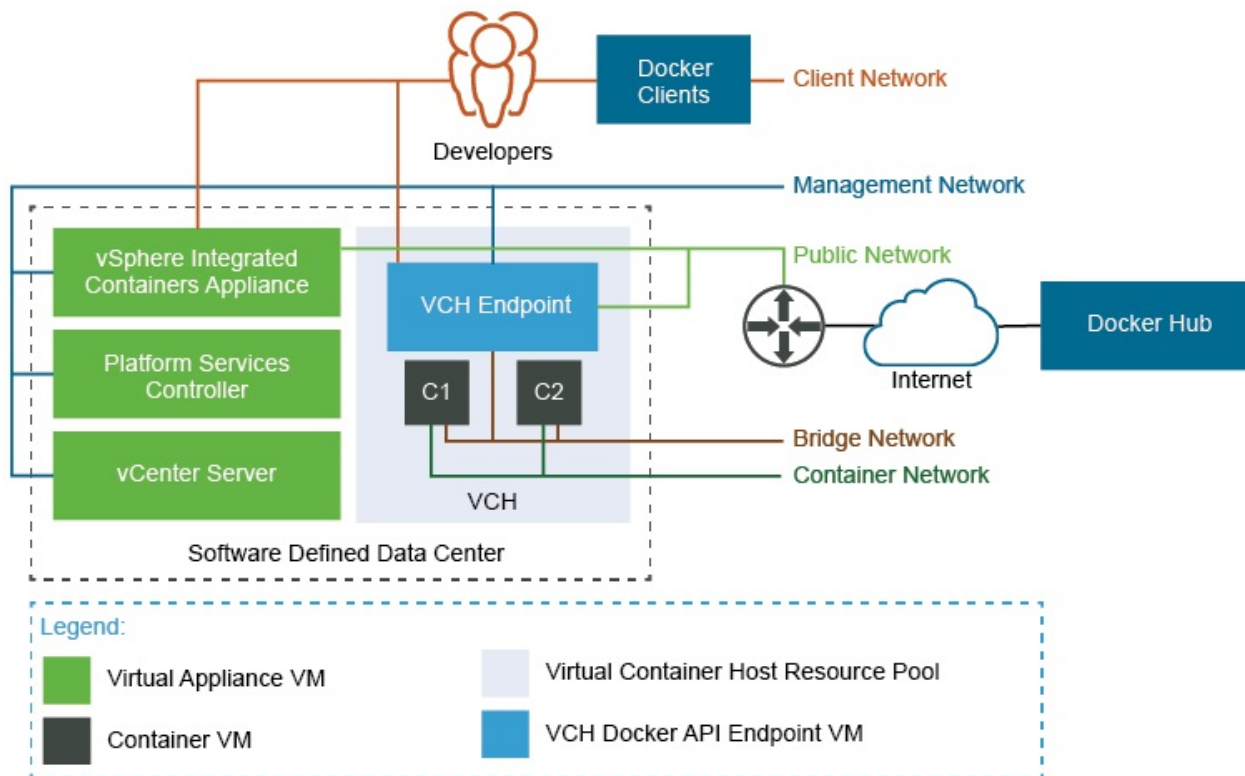 Docker
Clients
Client Network
Developers
Management Network
vSphere Integrated
Containers Appliance
Public Network
VCH Endpoint
Docker Hub
Platform Services
Controller
Internet
C1
C2
Bridge Network
vCenter Server
Container Network
VCH
Software Defined Data Center
Legend:
Virtual Appliance VM
Virtual Container Host Resource Pool
Container VM
VCH Docker API Endpoint VM